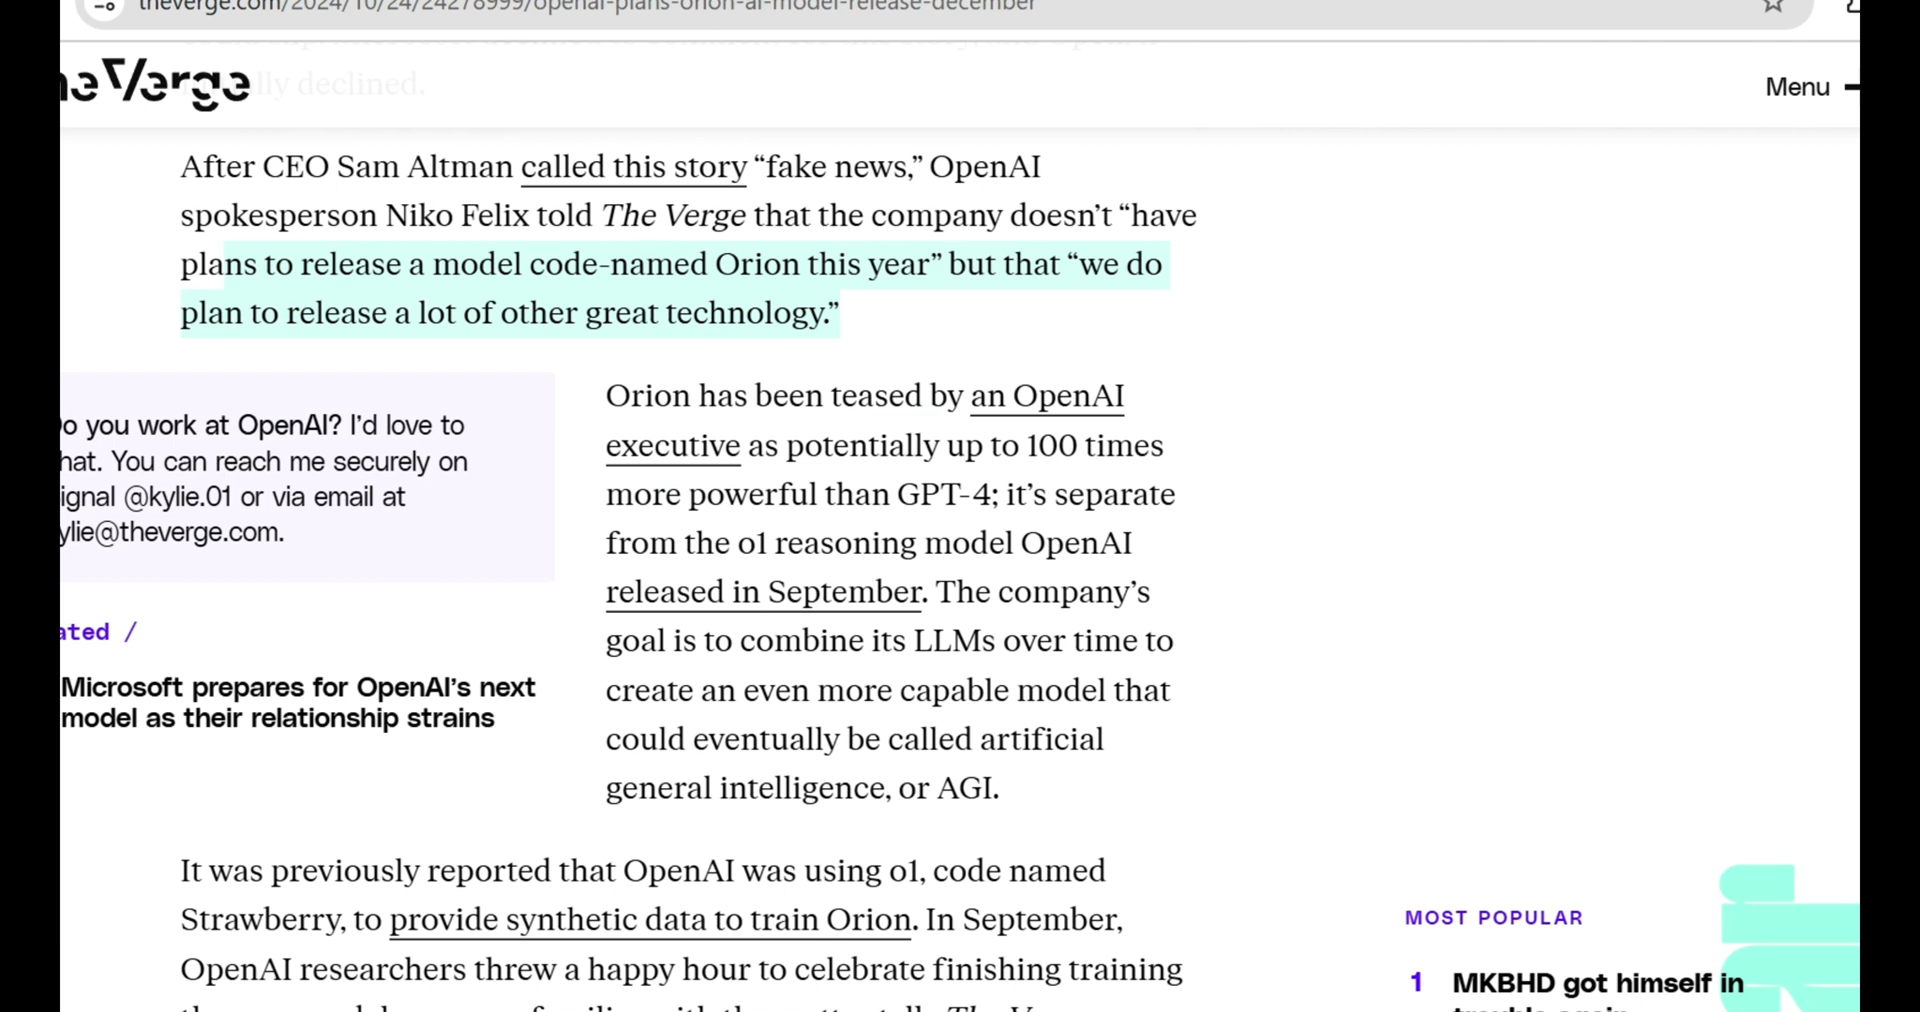 theverge.com/2024/10/24/24278999/openai-plans-orion-ai-model-release-december
heVerge
lly declined.
Menu
After CEO Sam Altman called this story “fake news,” OpenAI
spokesperson Niko Felix told The Verge that the company doesn’t “have
plans to release a model code-named Orion this year” but that “we do
plan to release a lot of other great technology.”
o you work at OpenAI? I’d love to
hat. You can reach me securely on
ignal @kylie.01 or via email at
ylie@theverge.com.
ated /
Microsoft prepares for OpenAI’s next
model as their relationship strains
Orion has been teased by an OpenAI
executive as potentially up to 100 times
more powerful than GPT-4; it’s separate
from the o1 reasoning model OpenAI
released in September. The company’s
goal is to combine its LLMs over time to
create an even more capable model that
could eventually be called artificial
general intelligence, or AGI.
It was previously reported that OpenAI was using o1, code named
Strawberry, to provide synthetic data to train Orion. In September,
OpenAI researchers threw a happy hour to celebrate finishing training
MOST POPULAR
1 MKBHD got himself in